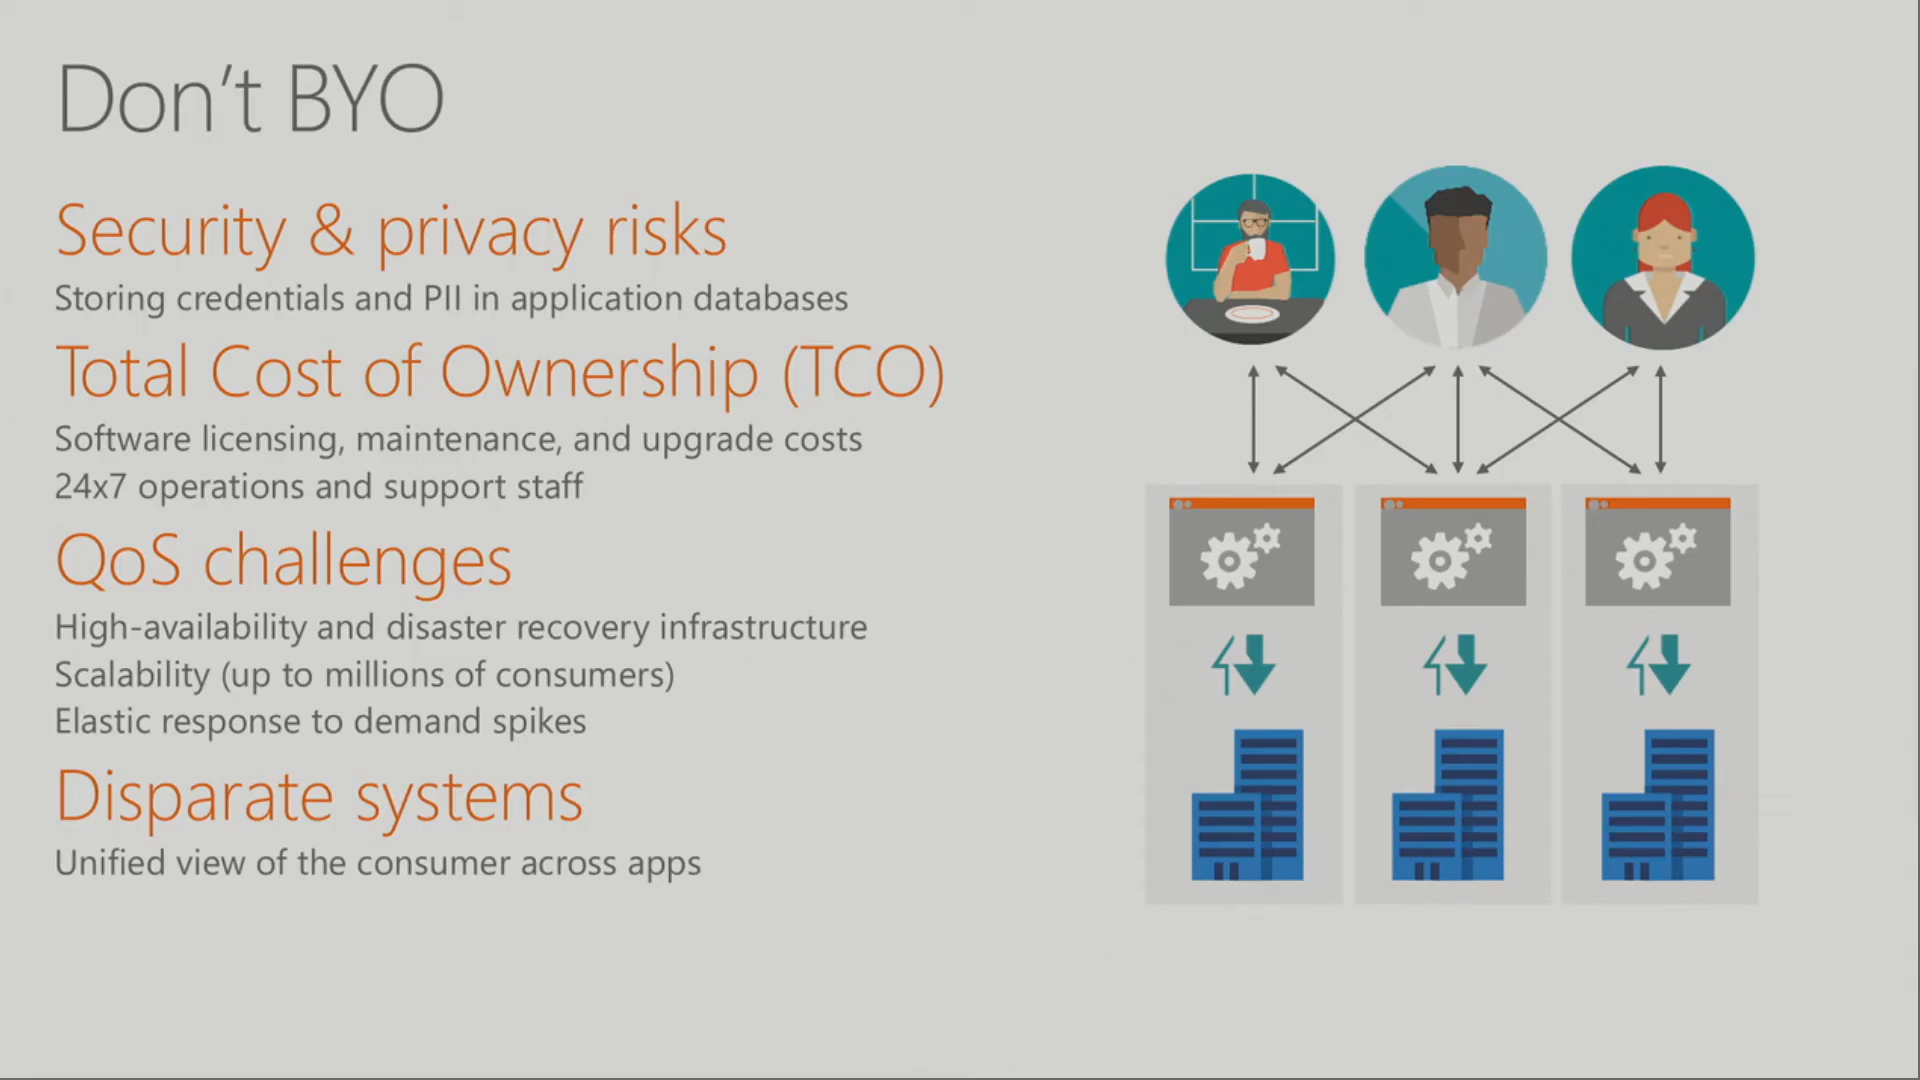 Don't BYO
Security & privacy risks
Storing credentials and PII in application databases
Total Cost of Ownership (TCO)
Software licensing, maintenance, and upgrade costs
24x7 operations and support staff
QoS challenges
High-availability and disaster recovery infrastructure
Scalability (up to millions of consumers)
Elastic response to demand spikes
Disparate systems
Unified view of the consumer across apps